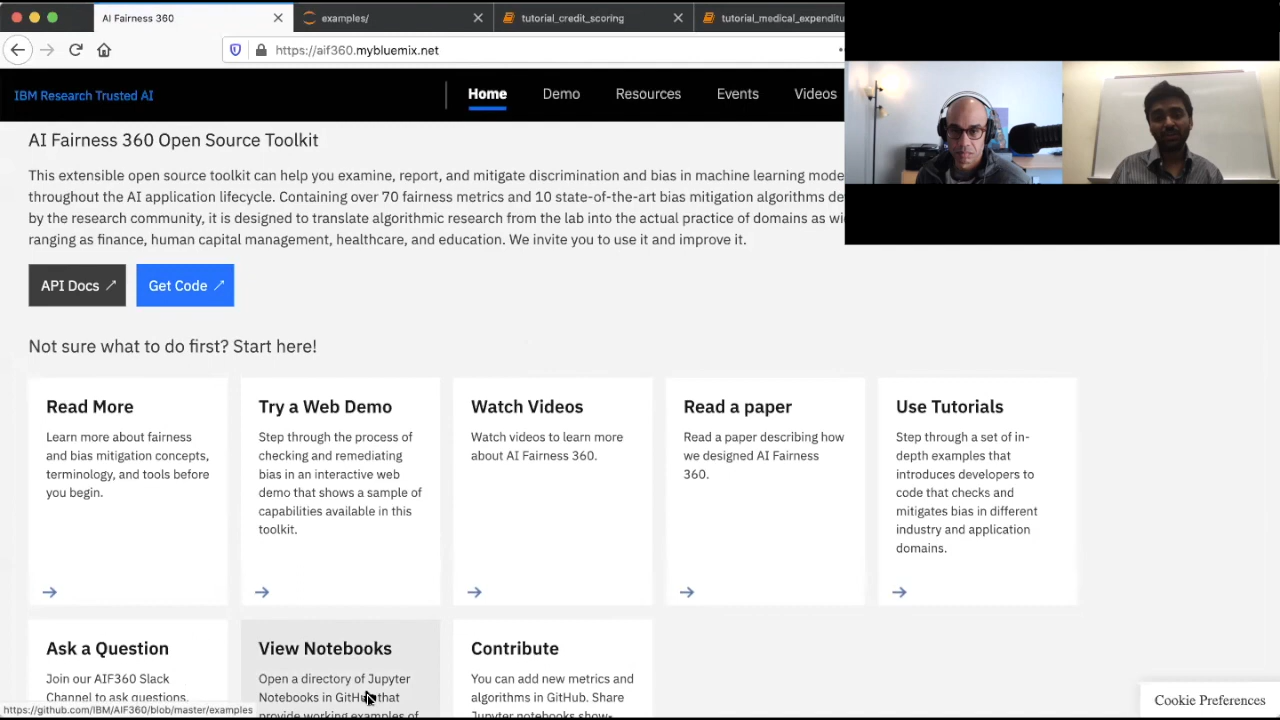 AI Fairness 360
examples/
tutorial_credit_scoring
tutorial_medical_expenditu
https://aif360.mybluemix.net
IBM Research Trusted AI
Home
Demo
Resources
Events
Videos
AI Fairness 360 Open Source Toolkit
This extensible open source toolkit can help you examine, report, and mitigate discrimination and bias in machine learning mode
throughout the AI application lifecycle. Containing over 70 fairness metrics and 10 state-of-the-art bias mitigation algorithms de
by the research community, it is designed to translate algorithmic research from the lab into the actual practice of domains as wi
ranging as finance, human capital management, healthcare, and education. We invite you to use it and improve it.
API Docs
Get Code
Not sure what to do first? Start here!
Read More
Learn more about fairness
and bias mitigation concepts,
terminology, and tools before
you begin.
Try a Web Demo
Step through the process of
checking and remediating
bias in an interactive web
demo that shows a sample of
capabilities available in this
toolkit.
Watch Videos
Watch videos to learn more
about AI Fairness 360.
Read a paper
Read a paper describing how
we designed AI Fairness
360.
Use Tutorials
Step through a set of in-
depth examples that
introduces developers to
code that checks and
mitigates bias in different
industry and application
domains.
Ask a Question
Join our AIF360 Slack
Channel to ask questions,
View Notebooks
Open a directory of Jupyter
Notebooks in GitHub that
provide working examples of
Contribute
You can add new metrics and
algorithms in GitHub. Share
Jupyter notebooks show-
https://github.com/IBM/AIF360/blob/master/examples
Cookie Preferences